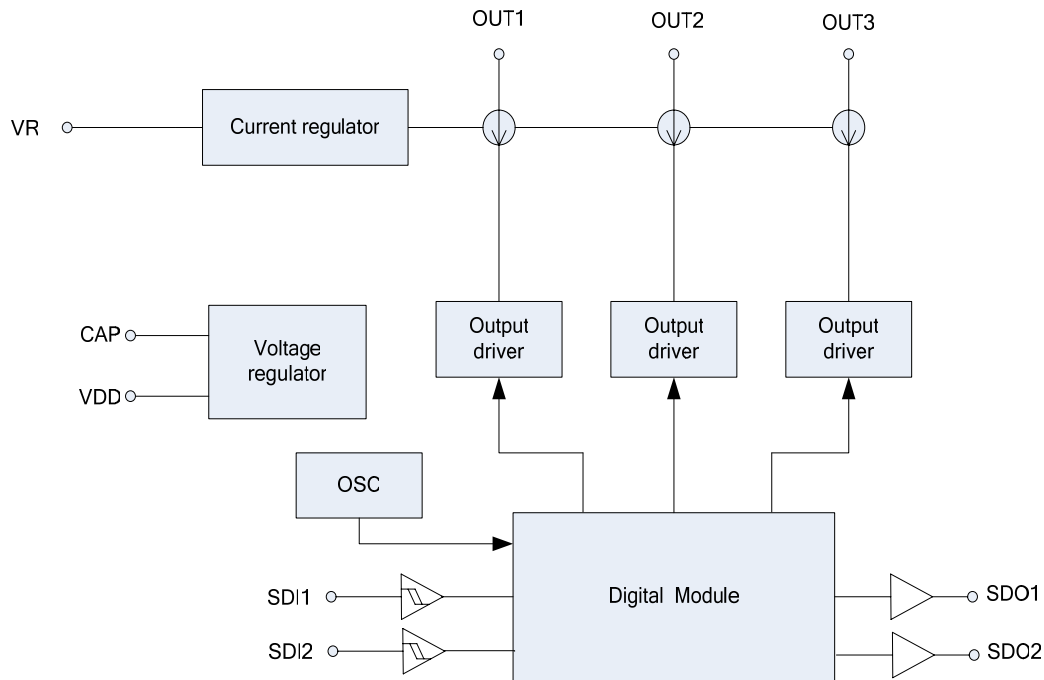 OUT1
OUT2
OUT3
VR
Current regulator
CAP
VDD
Voltage
regulator
Output
driver
Output
driver
Output
driver
OSC
SDI1
SDI2
Digital Module
SDO1
SDO2